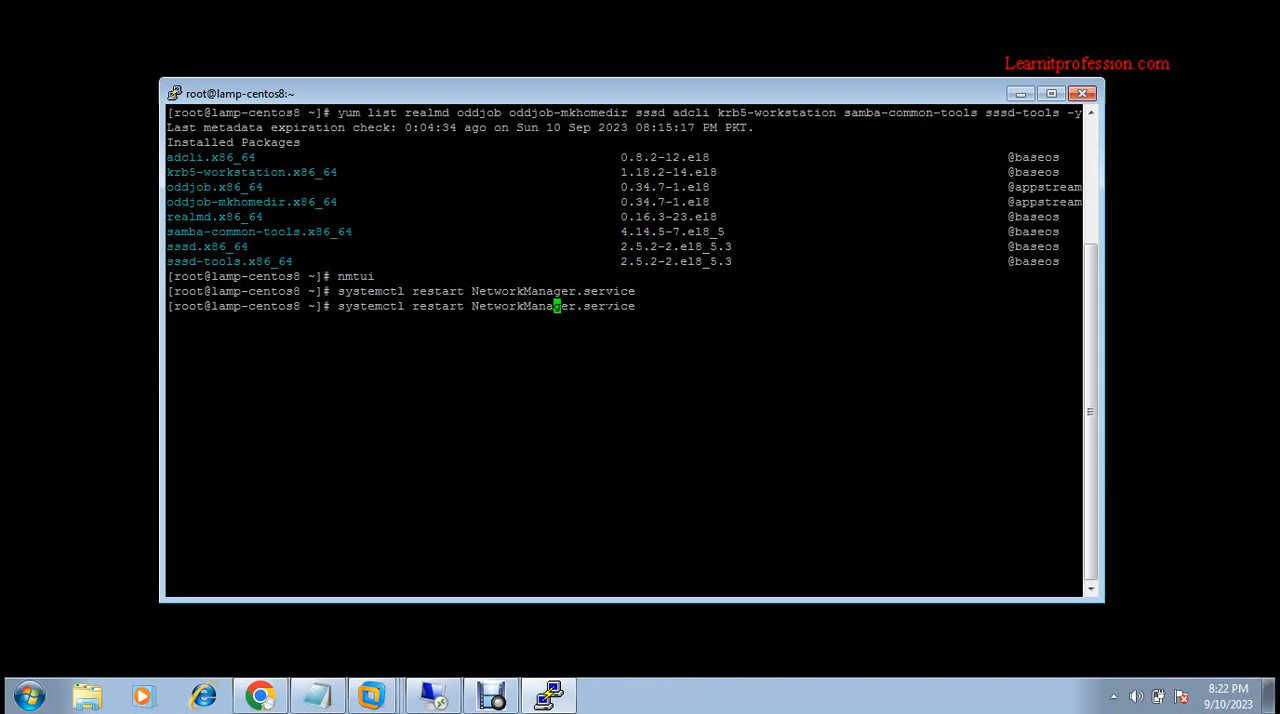 Learnitprofession.com
root@lamp-centos8:~
[root@lamp-centos8 ~]# yum list realmd oddjob oddjob-mkhomedir sssd adcli krb5-workstation samba-common-tools sssd-tools -y
Last metadata expiration check: 0:04:34 ago on Sun 10 Sep 2023 08:15:17 PM PKT.
Installed Packages
adcli.x86_64 0.8.2-12.el8 @baseos
krb5-workstation.x86_64 1.18.2-14.el8 @baseos
oddjob.x86_64 0.34.7-1.el8 @appstream
oddjob-mkhomedir.x86_64 0.34.7-1.el8 @appstream
realmd.x86_64 0.16.3-23.el8 @baseos
samba-common-tools.x86_64 4.14.5-7.el8_5 @baseos
sssd.x86_64 2.5.2-2.el8_5.3 @baseos
sssd-tools.x86_64 2.5.2-2.el8_5.3 @baseos
[root@lamp-centos8 ~]# nmtui
[root@lamp-centos8 ~]# systemctl restart NetworkManager.service
[root@lamp-centos8 ~]# systemctl restart NetworkManager.service
8:22 PM
9/10/2023